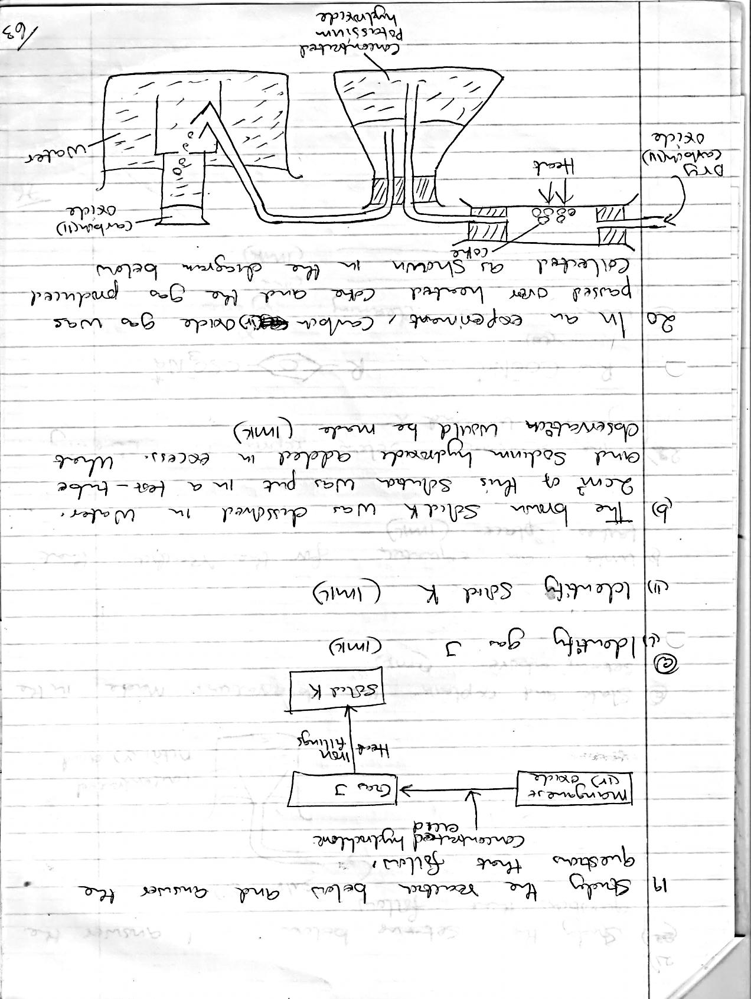 19 Study the reaction below and answer the
questions that follow.
Concentrated hydrochloric
acid
Manganese
(iv) oxide
Gas J
Heat
Iron
fillings
Solid K
(a)
(i) Identify gas J (1mk)
(ii) Identify solid K (1mk)
(b) The brown solid K was dissolved in water.
2cm³ of this solution was put in a test-tube
and sodium hydroxide added in excess. What
observation would be made (1mk)
20 In an experiment, carbon (iv) oxide gas was
passed over heated coke and the gas produced
collected as shown in the diagram below
coke
Carbon(ii)
oxide
Dry
Carbon(iv)
oxide
Heat
Water
Concentrated
potassium
hydroxide
/63